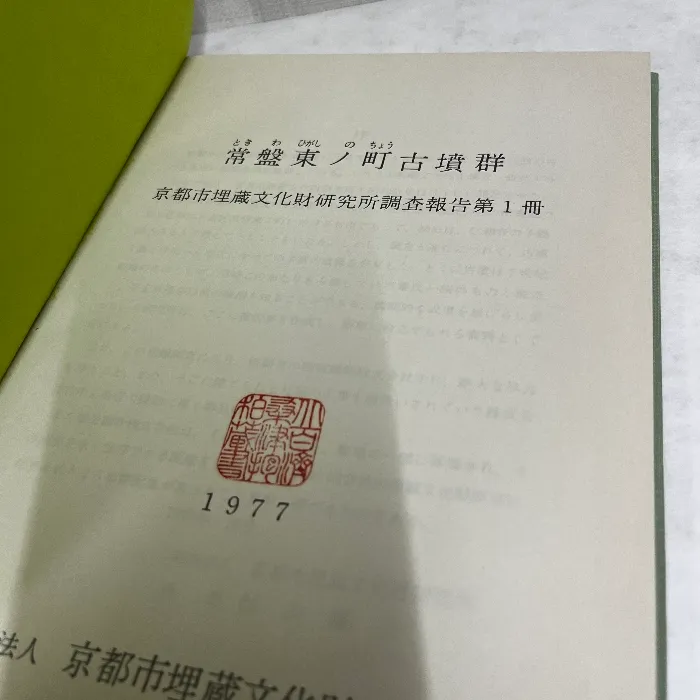 とき わ ひがし の ちょう
常盤東ノ町古墳群
京都市埋蔵文化財研究所調査報告第1冊
1977
法人 京都市埋蔵文化財